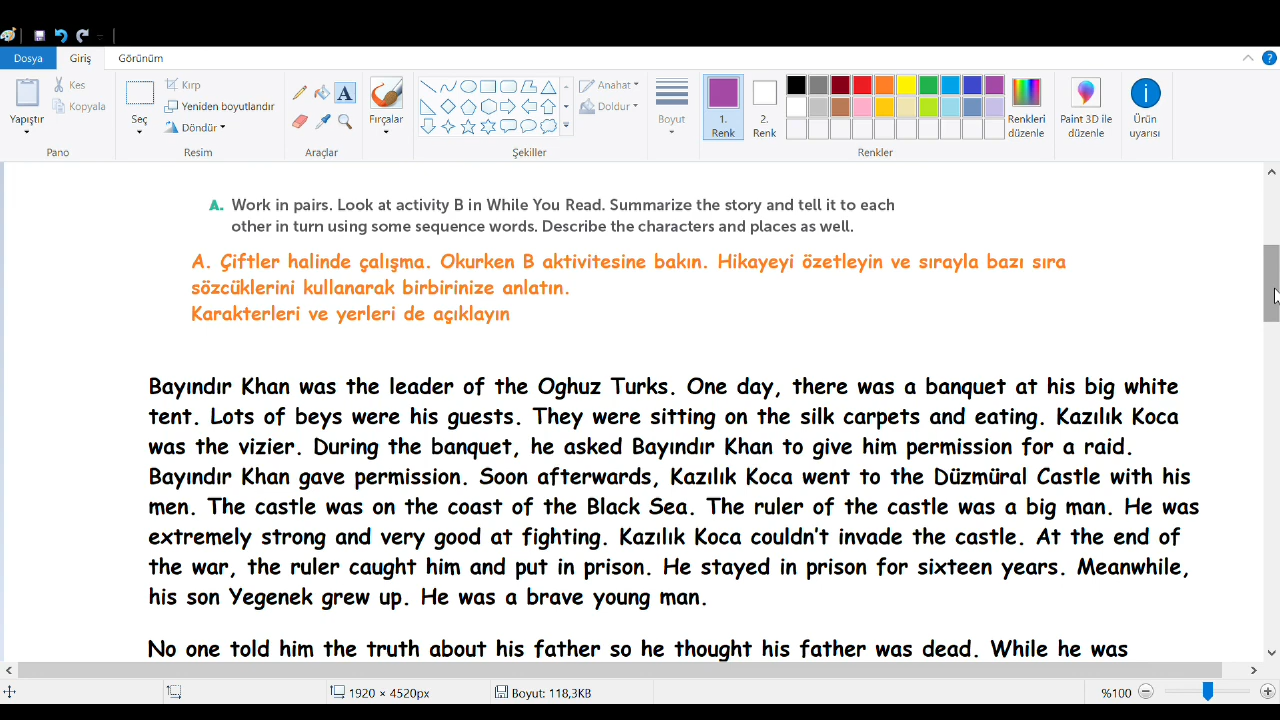 Dosya
Giriş
Görünüm
Yapıştır
Kes
Kopyala
Pano
Seç
Kırp
Yeniden boyutlandır
Döndür
Resim
A
Araçlar
Fırçalar
Şekiller
Anahat
Doldur
Boyut
1.
Renk
2.
Renk
Renkleri
düzenle
Renkler
Paint 3D ile
düzenle
Ürün
uyarısı
A. Work in pairs. Look at activity B in While You Read. Summarize the story and tell it to each
other in turn using some sequence words. Describe the characters and places as well.
A. Çiftler halinde çalışma. Okurken B aktivitesine bakın. Hikayeyi özetleyin ve sırayla bazı sıra
sözcüklerini kullanarak birbirinize anlatın.
Karakterleri ve yerleri de açıklayın
Bayındır Khan was the leader of the Oghuz Turks. One day, there was a banquet at his big white
tent. Lots of beys were his guests. They were sitting on the silk carpets and eating. Kazılık Koca
was the vizier. During the banquet, he asked Bayındır Khan to give him permission for a raid.
Bayındır Khan gave permission. Soon afterwards, Kazılık Koca went to the Düzmüral Castle with his
men. The castle was on the coast of the Black Sea. The ruler of the castle was a big man. He was
extremely strong and very good at fighting. Kazılık Koca couldn't invade the castle. At the end of
the war, the ruler caught him and put in prison. He stayed in prison for sixteen years. Meanwhile,
his son Yegenek grew up. He was a brave young man.
No one told him the truth about his father so he thought his father was dead. While he was
1920 × 4520px
Boyut: 118,3KB
%100